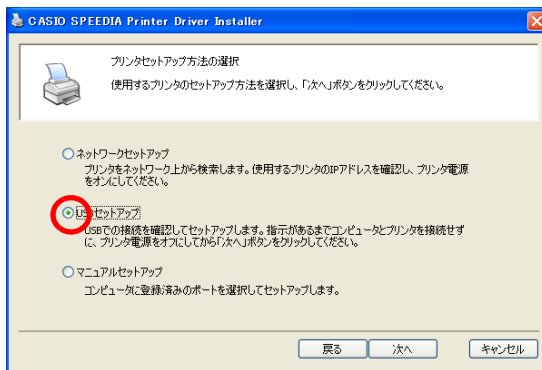 CASIO SPEEDIA Printer Driver Installer
プリンタセットアップ方法の選択
使用するプリンタのセットアップ方法を選択し、「次へ」ボタンをクリックしてください。
ネットワークセットアップ
プリンタをネットワーク上から検索します。使用するプリンタのIPアドレスを確認し、プリンタ電源
をオンにしてください。
USBセットアップ
USBでの接続を確認してセットアップします。指示があるまでコンピュータとプリンタを接続せず
に、プリンタ電源をオフにしてから「次へ」ボタンをクリックしてください。
マニュアルセットアップ
コンピュータに登録済みのポートを選択してセットアップします。
戻る
次へ
キャンセル